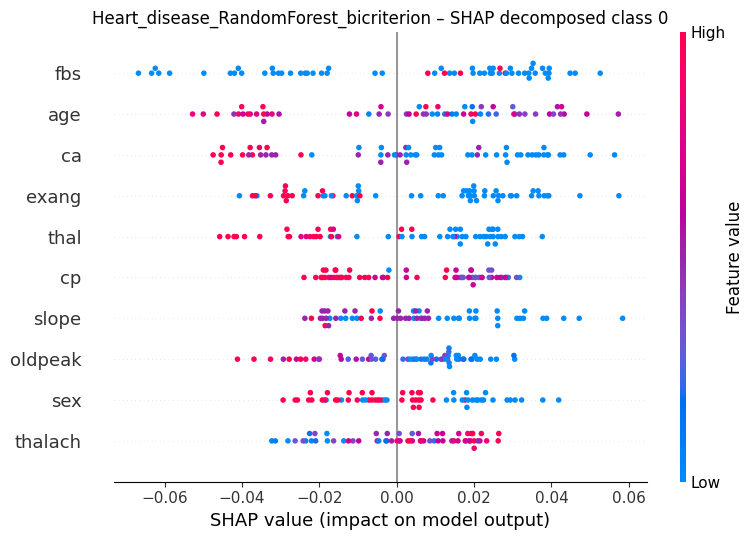 Heart_disease_RandomForest_bicriterion – SHAP decomposed class 0
High
fbs
age
ca
exang
thal
cp
slope
oldpeak
sex
thalach
Feature value
Low
−0.06 −0.04 −0.02 0.00 0.02 0.04 0.06
SHAP value (impact on model output)